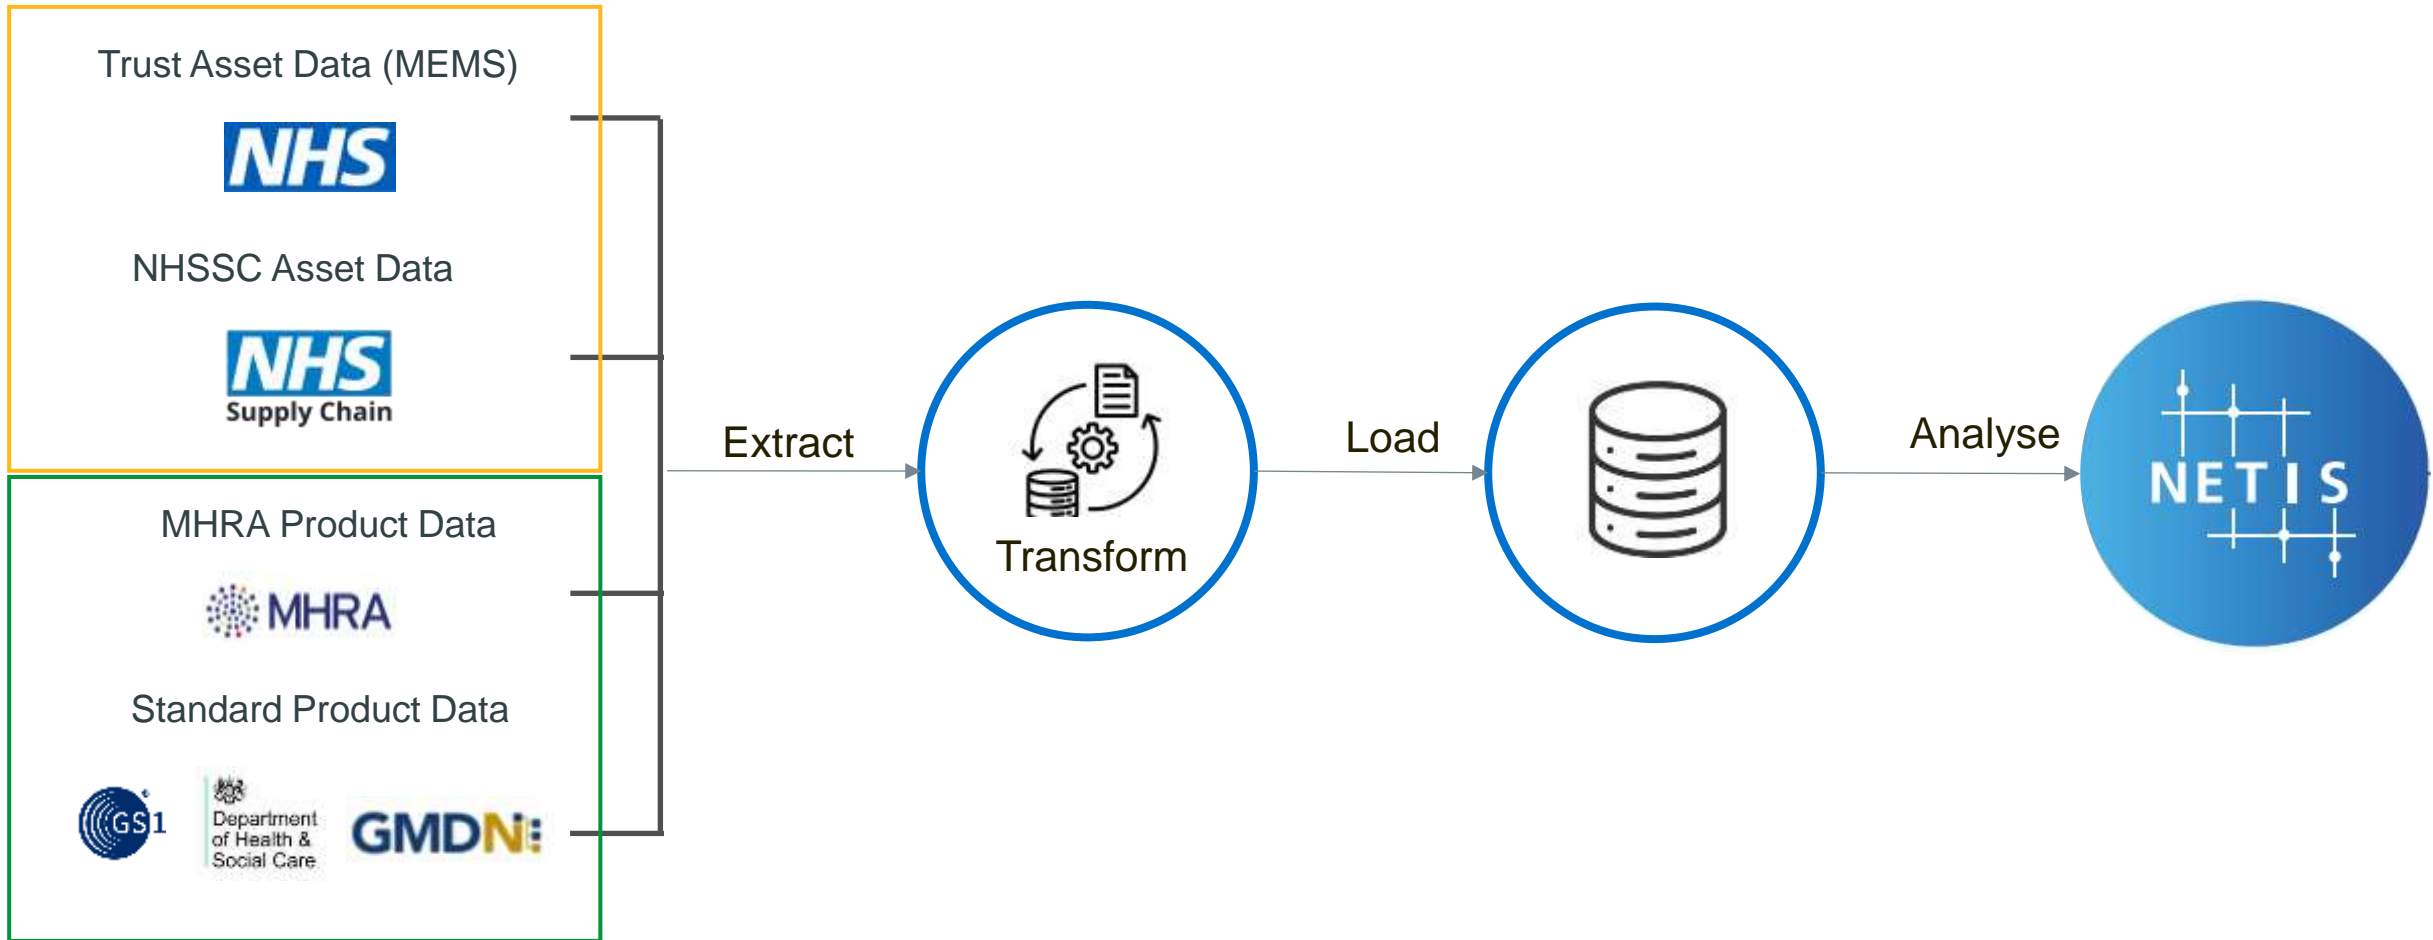 Trust Asset Data (MEMS)
NHS
NHSSC Asset Data
NHS
Supply Chain
MHRA Product Data
MHRA
Standard Product Data
GS1
Department
of Health &
Social Care
GMDN
Extract
Transform
Load
Analyse
NETIS